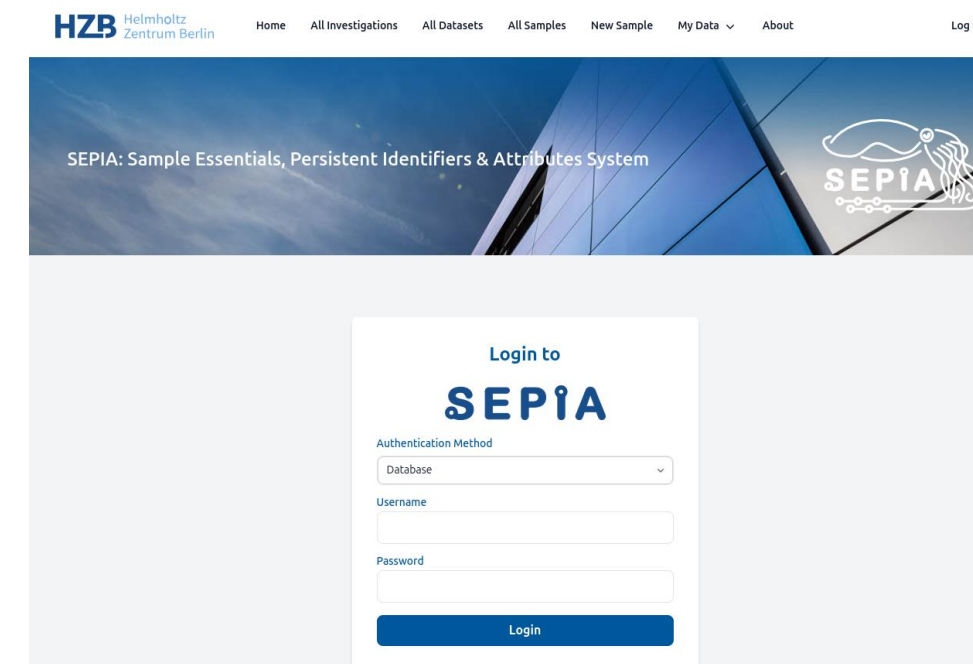 HZB Helmholtz
Zentrum Berlin
Home All Investigations All Datasets All Samples New Sample My Data About Log
SEPIA: Sample Essentials, Persistent Identifiers & Attributes System
SEPIA
Login to
SEPIA
Authentication Method
Database
Username
Password
Login